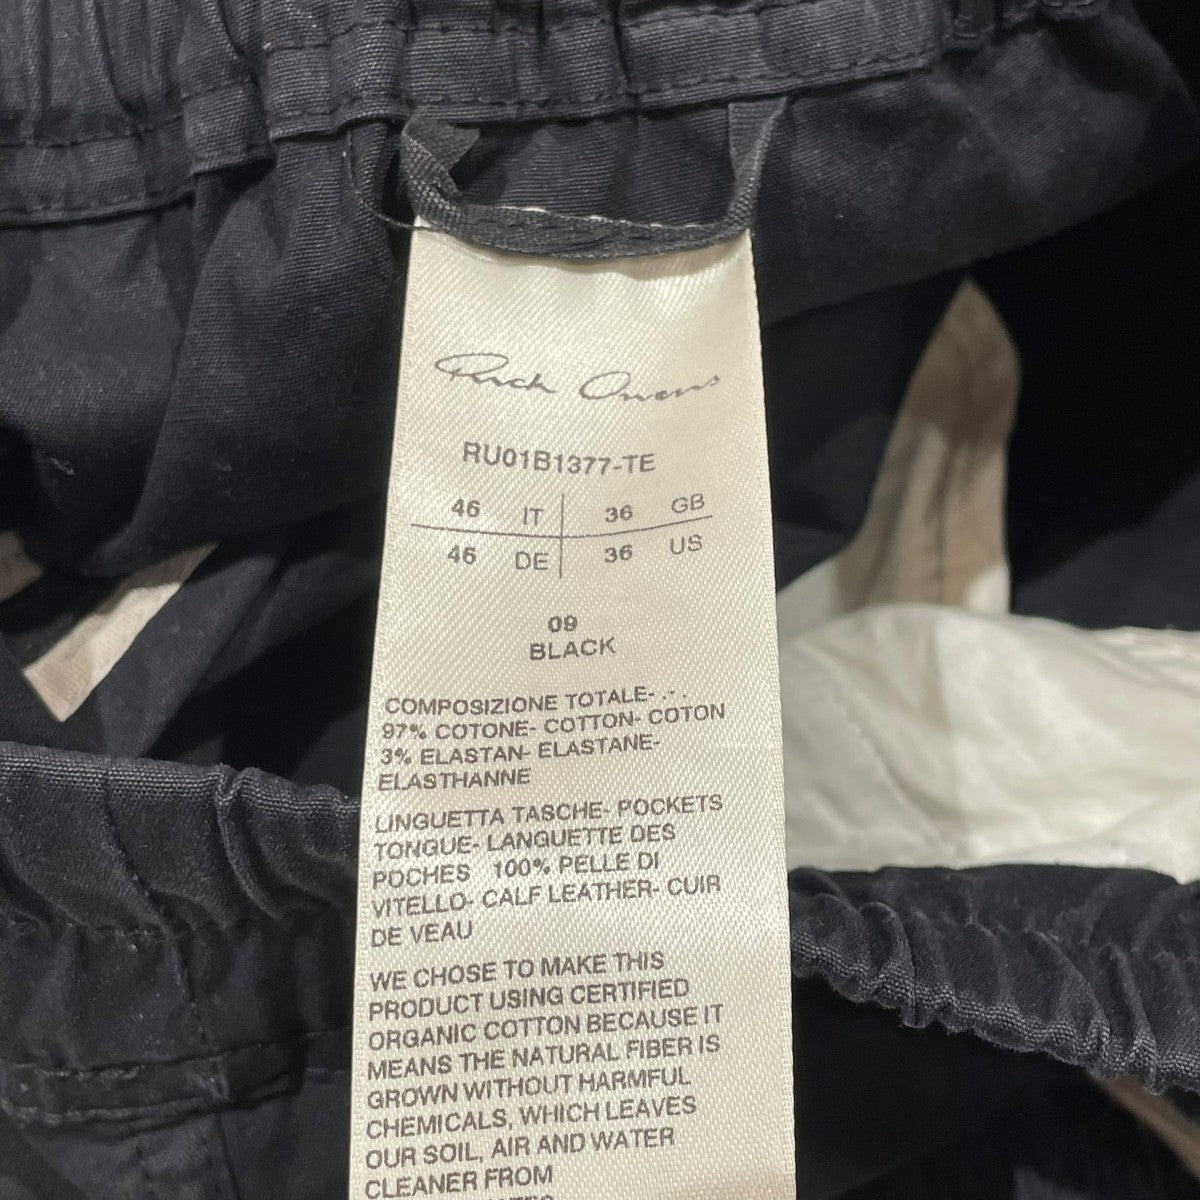 Rick Owens
RU01B1377-TE
46 IT 36 GB
46 DE 36 US
09
BLACK
COMPOSIZIONE TOTALE- . - .
97% COTONE- COTTON- COTON
3% ELASTAN- ELASTANE-
ELASTHANNE
LINGUETTA TASCHE- POCKETS
TONGUE- LANGUETTE DES
POCHES 100% PELLE DI
VITELLO- CALF LEATHER- CUIR
DE VEAU
WE CHOSE TO MAKE THIS
PRODUCT USING CERTIFIED
ORGANIC COTTON BECAUSE IT
MEANS THE NATURAL FIBER IS
GROWN WITHOUT HARMFUL
CHEMICALS, WHICH LEAVES
OUR SOIL, AIR AND WATER
CLEANER FROM